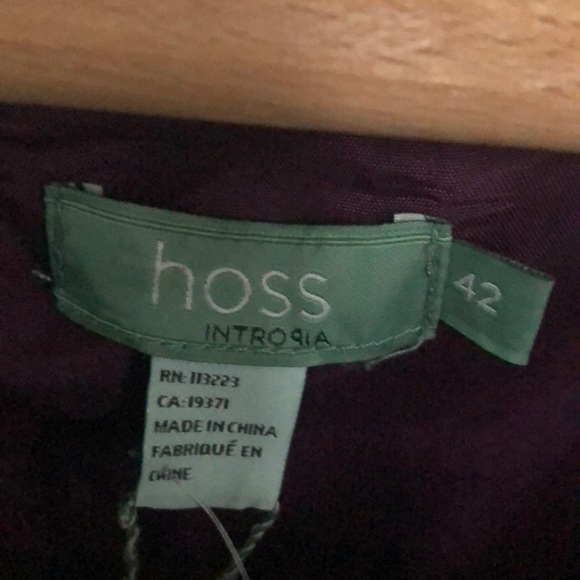 hoss
INTROPIA
42
RN: 113223
CA: 19371
MADE IN CHINA
FABRIQUÉ EN
CHINE